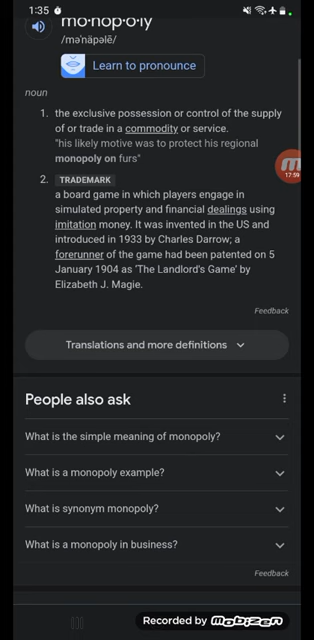 1:35
mo·nop·o·ly
/məˈnäpəlē/
Learn to pronounce
noun
1. the exclusive possession or control of the supply
of or trade in a commodity or service.
"his likely motive was to protect his regional
monopoly on furs"
2. TRADEMARK
a board game in which players engage in
simulated property and financial dealings using
imitation money. It was invented in the US and
introduced in 1933 by Charles Darrow; a
forerunner of the game had been patented on 5
January 1904 as 'The Landlord's Game' by
Elizabeth J. Magie.
17:59
Feedback
Translations and more definitions
People also ask
What is the simple meaning of monopoly?
What is a monopoly example?
What is synonym monopoly?
What is a monopoly in business?
Feedback
Recorded by mobizen